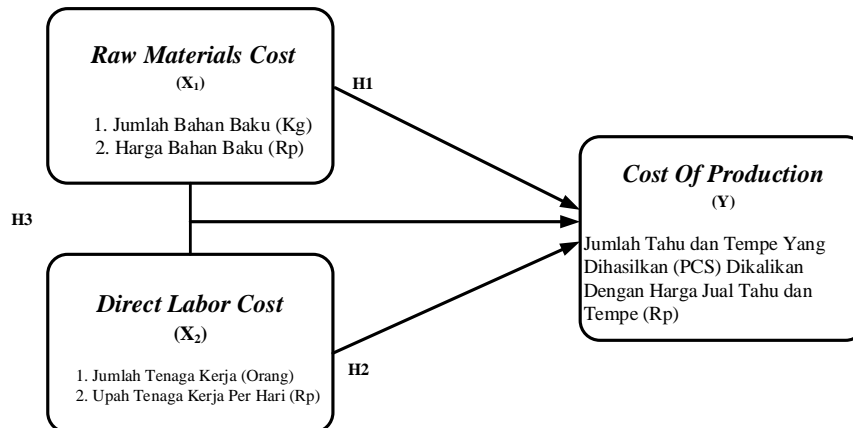 Raw Materials Cost
(X₁)
1. Jumlah Bahan Baku (Kg)
2. Harga Bahan Baku (Rp)
H1
Cost Of Production
(Y)
Jumlah Tahu dan Tempe Yang
Dihasilkan (PCS) Dikalikan
Dengan Harga Jual Tahu dan
Tempe (Rp)
H3
Direct Labor Cost
(X₂)
1. Jumlah Tenaga Kerja (Orang)
2. Upah Tenaga Kerja Per Hari (Rp)
H2